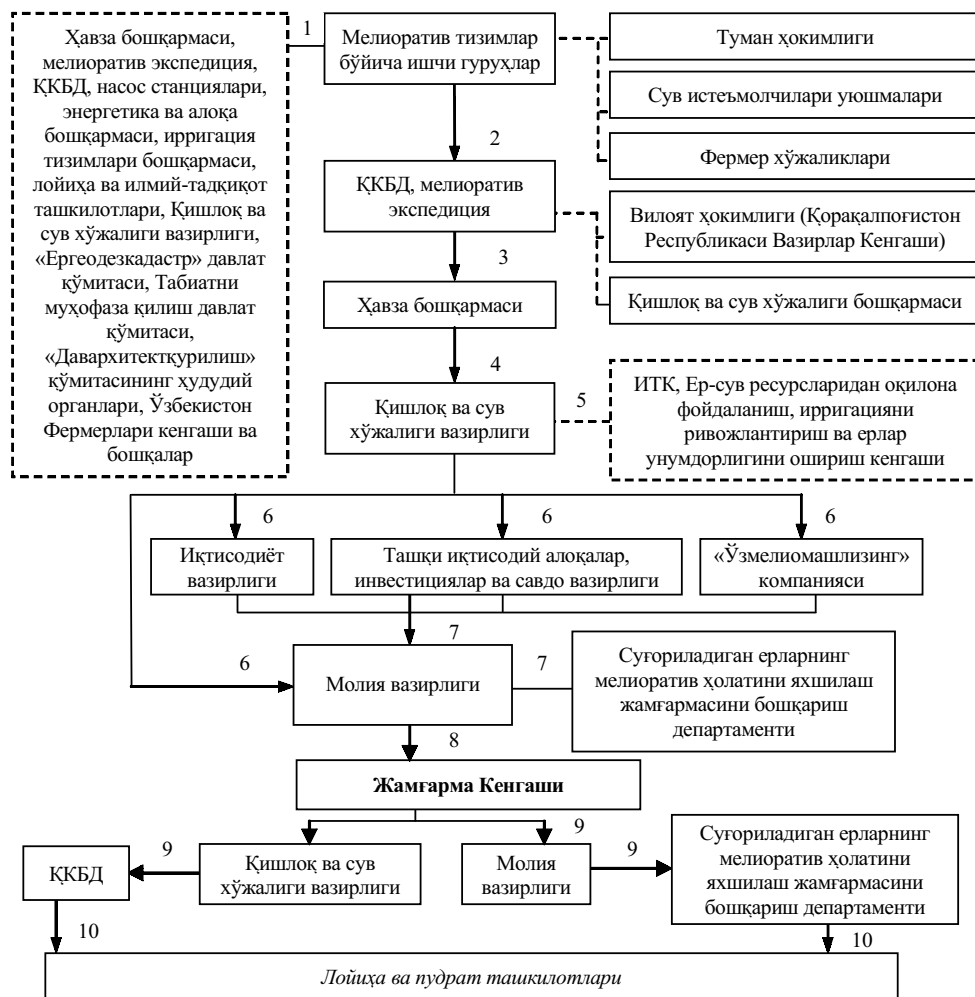 Ҳавза бошқармаси,
мелиоратив экспедиция,
ҚКБД, насос станциялари,
энергетика ва алоқа
бошқармаси, ирригация
тизимлари бошқармаси,
лойиҳа ва илмий-тадқиқот
ташкилотлари, Қишлоқ ва
сув хўжалиги вазирлиги,
«Ергеодезкадастр» давлат
қўмитаси, Табиатни
муҳофаза қилиш давлат
қўмитаси,
«Давархитектқурилиш»
қўмитасининг ҳудудий
органлари, Ўзбекистон
Фермерлари кенгаши ва
бошқалар
1
Мелиоратив тизимлар
бўйича ишчи гуруҳлар
Туман ҳокимлиги
Сув истеъмолчилари уюшмалари
Фермер хўжаликлари
2
ҚКБД, мелиоратив
экспедиция
Вилоят ҳокимлиги (Қорақалпоғистон
Республикаси Вазирлар Кенгаши)
Қишлоқ ва сув хўжалиги бошқармаси
3
Ҳавза бошқармаси
4
Қишлоқ ва сув
хўжалиги вазирлиги
5
ИТК, Ер-сув ресурсларидан оқилона
фойдаланиш, ирригацияни
ривожлантириш ва ерлар
унумдорлигини ошириш кенгаши
6
6
6
Иқтисодиёт
вазирлиги
Ташқи иқтисодий алоқалар,
инвестициялар ва савдо вазирлиги
«Ўзмелиомашлизинг»
компанияси
7
6
Молия вазирлиги
7
Суғориладиган ерларнинг
мелиоратив ҳолатини яхшилаш
жамғармасини бошқариш
департаменти
8
Жамғарма Кенгаши
9
9
9
ҚКБД
Қишлоқ ва сув
хўжалиги вазирлиги
Молия
вазирлиги
Суғориладиган ерларнинг
мелиоратив ҳолатини
яхшилаш жамғармасини
бошқариш департаменти
10
10
Лойиҳа ва пудрат ташкилотлари